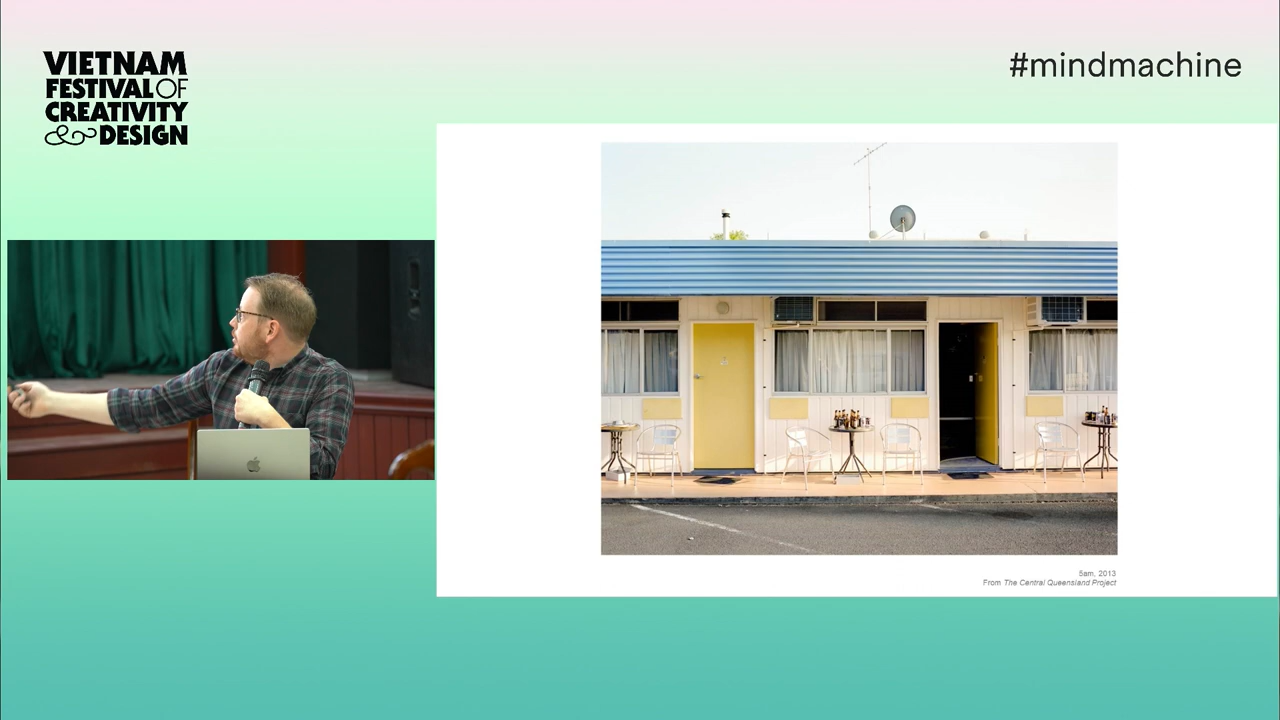 VIETNAM
FESTIVAL OF
CREATIVITY
& DESIGN
#mindmachine
5am, 2013
From The Central Queensland Project